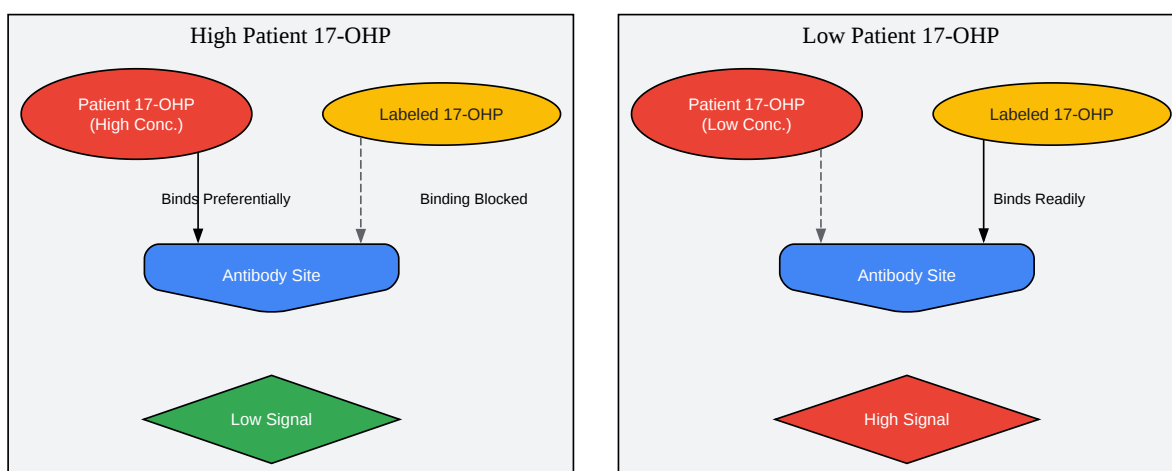 High Patient 17-OHP
Patient 17-OHP
(High Conc.)
Labeled 17-OHP
Binds Preferentially
Binding Blocked
Antibody Site
Low Signal
Low Patient 17-OHP
Patient 17-OHP
(Low Conc.)
Labeled 17-OHP
Binds Readily
Antibody Site
High Signal